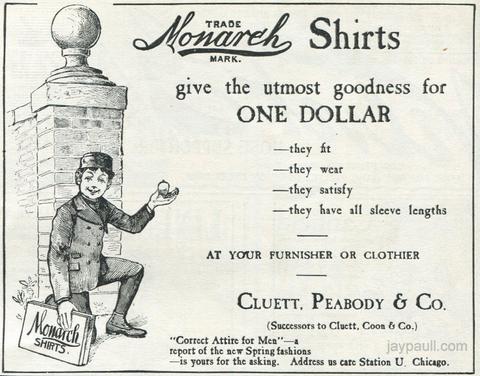 TRADE
Monarch Shirts
MARK.
give the utmost goodness for
ONE DOLLAR
—they fit
—they wear
—they satisfy
—they have all sleeve lengths
AT YOUR FURNISHER OR CLOTHIER
CLUETT, PEABODY & CO.
(Successors to Cluett, Coon & Co.)
"Correct Attire for Men"—a
report of the new Spring fashions
—is yours for the asking. Address us care Station U, Chicago.
Monarch
SHIRTS.
jaypaull.com